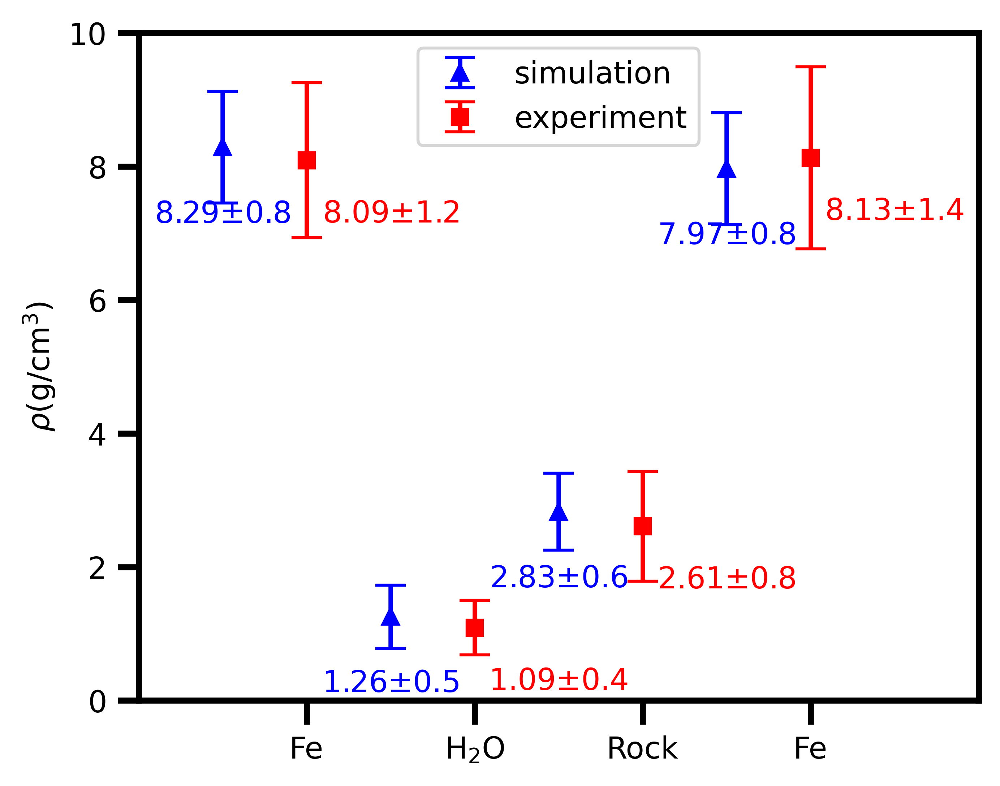 10
8
6
4
2
0
ρ(g/cm³)
simulation
experiment
8.29±0.8
8.09±1.2
7.97±0.8
8.13±1.4
2.83±0.6
2.61±0.8
1.26±0.5
1.09±0.4
Fe
H₂O
Rock
Fe